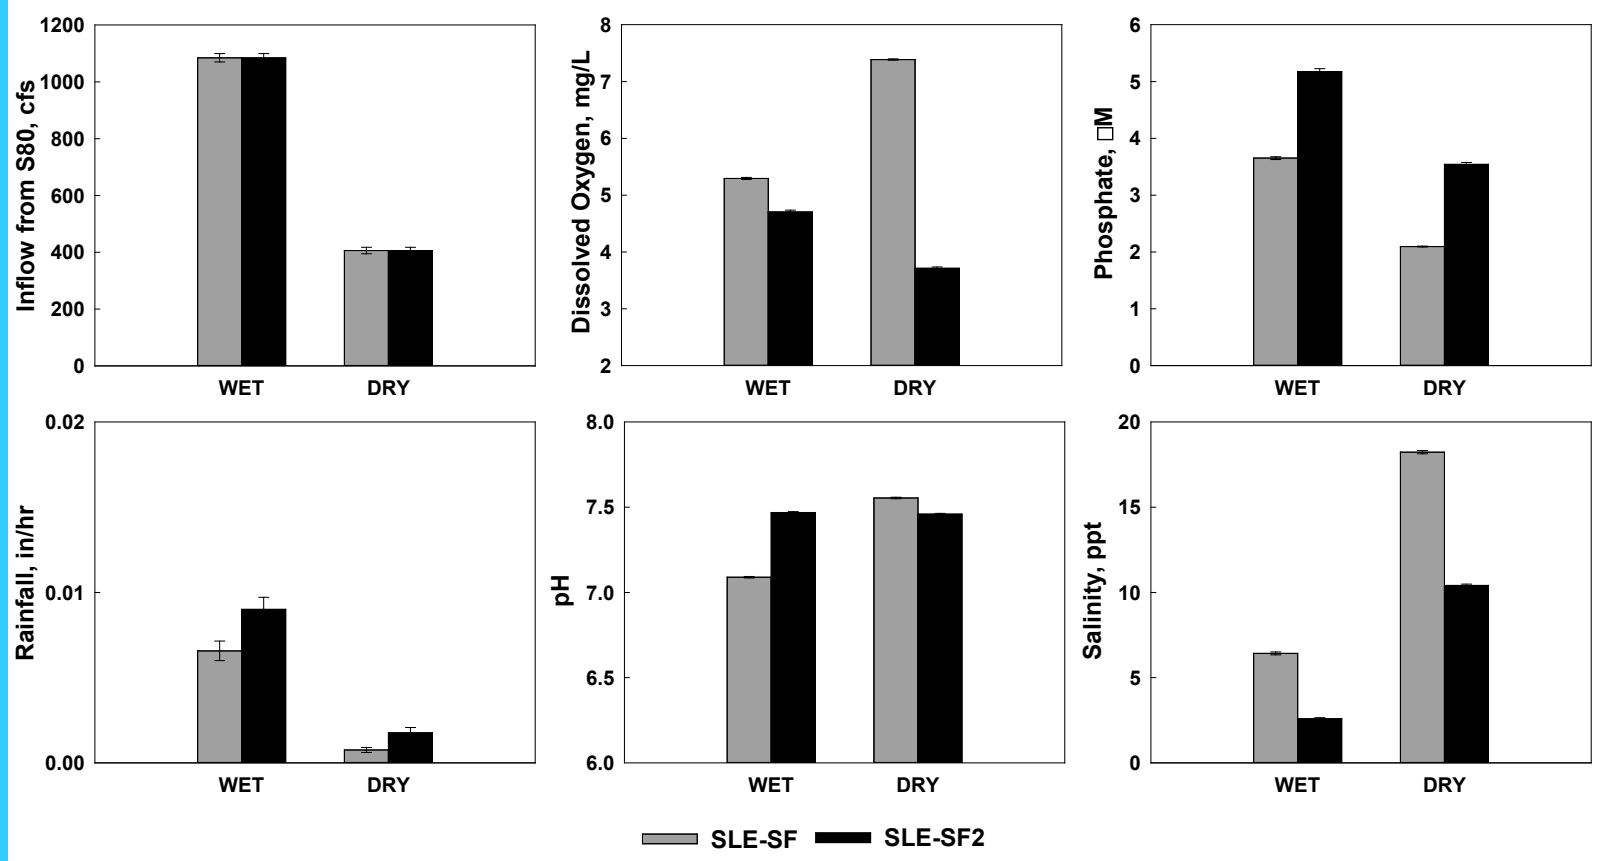 Inflow from S80, cfs
1200
1000
800
600
400
200
0
WET DRY
Dissolved Oxygen, mg/L
8
7
6
5
4
3
2
WET DRY
Phosphate, □M
6
5
4
3
2
1
0
WET DRY
Rainfall, in/hr
0.02
0.01
0.00
WET DRY
pH
8.0
7.5
7.0
6.5
6.0
WET DRY
Salinity, ppt
20
15
10
5
0
WET DRY
SLE-SF SLE-SF2